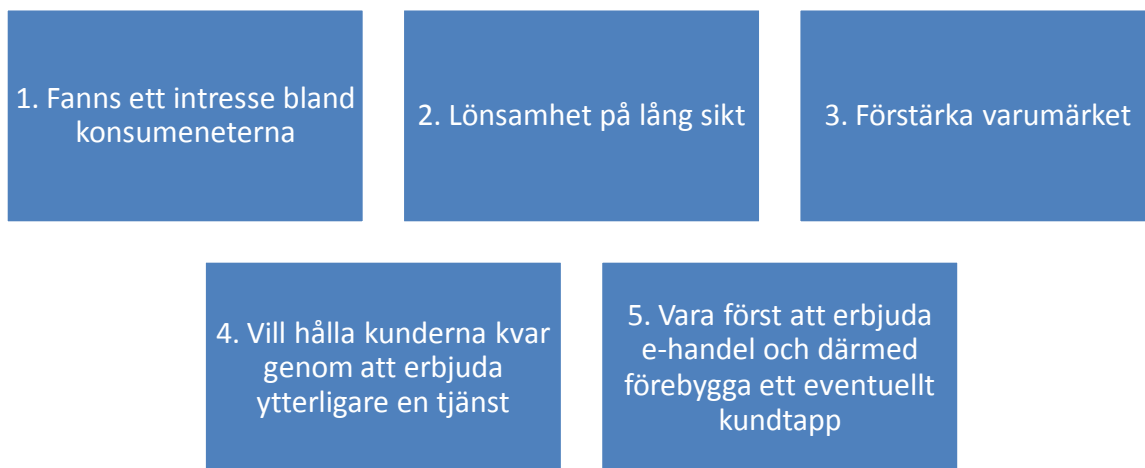 1. Fanns ett intresse bland
konsumeneterna
2. Lönsamhet på lång sikt
3. Förstärka varumärket
4. Vill hålla kunderna kvar
genom att erbjuda
ytterligare en tjänst
5. Vara först att erbjuda
e-handel och därmed
förebygga ett eventuellt
kundtapp